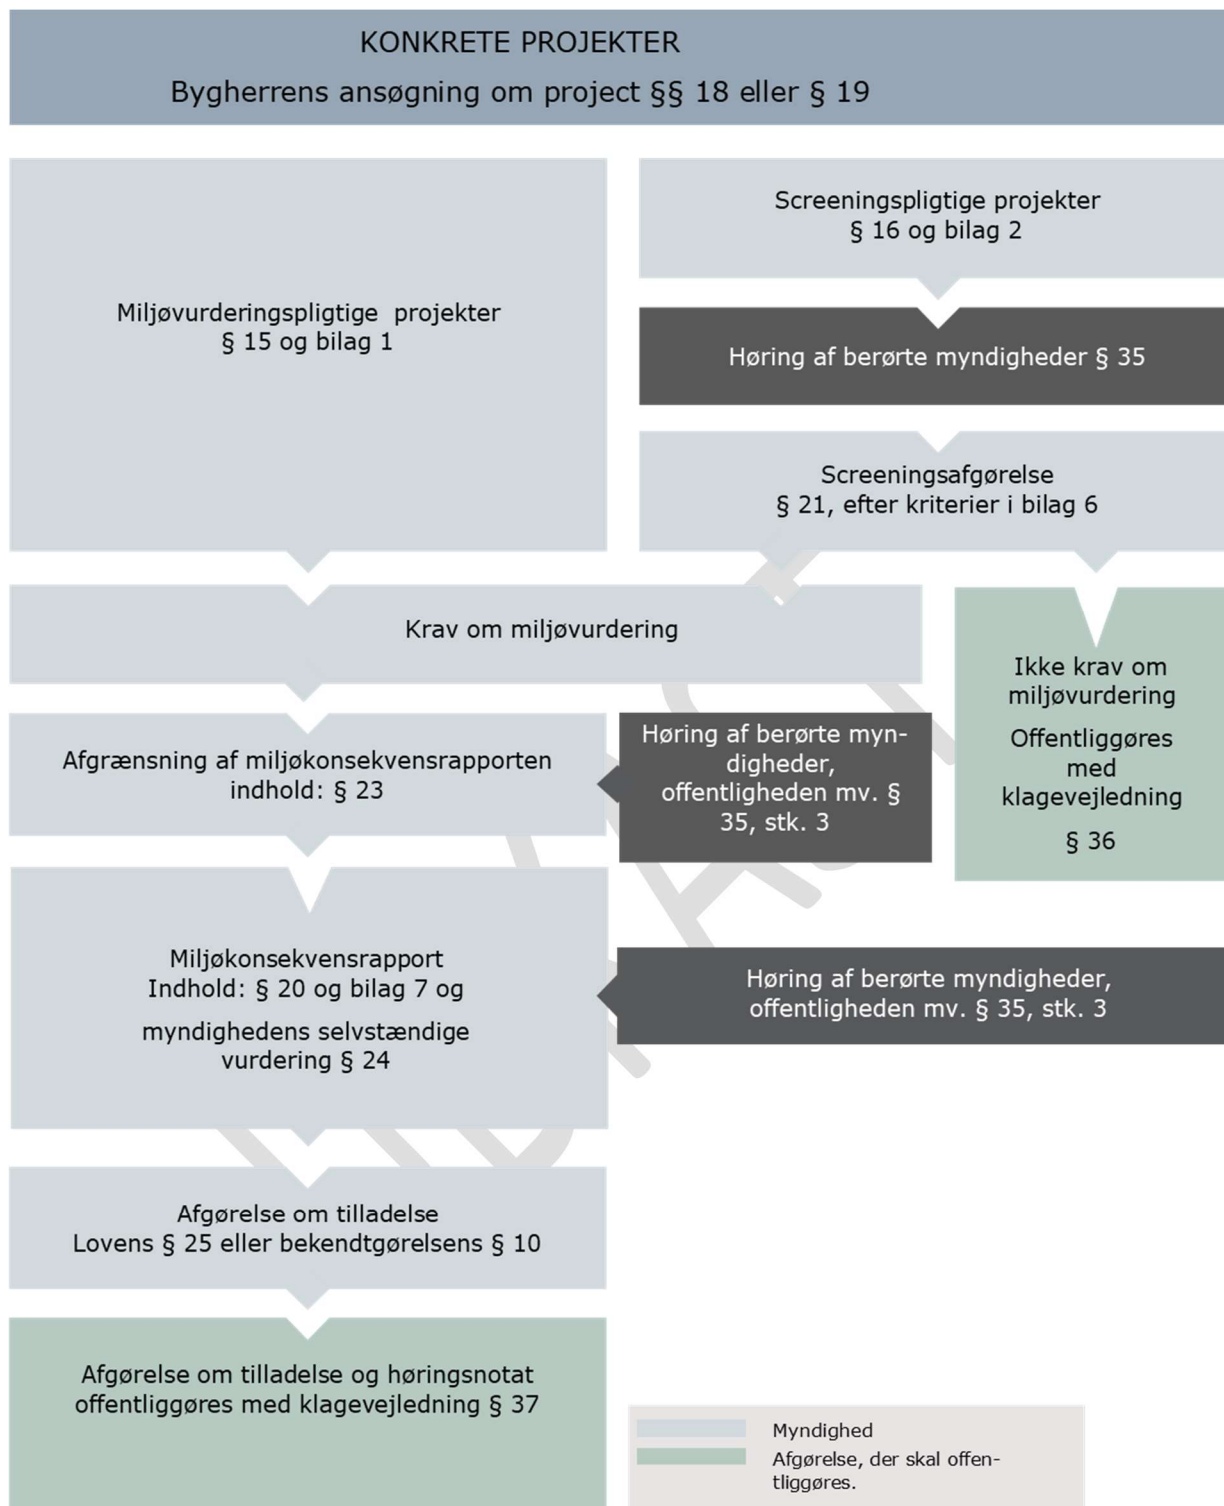 KONKRETE PROJEKTER
Bygherrens ansøgning om project §§ 18 eller § 19
Miljøvurderingspligtige projekter
§ 15 og bilag 1
Screeningspligtige projekter
§ 16 og bilag 2
Høring af berørte myndigheder § 35
Screeningsafgørelse
§ 21, efter kriterier i bilag 6
Krav om miljøvurdering
Ikke krav om
miljøvurdering
Offentliggøres
med
klagevejledning
§ 36
Afgrænsning af miljøkonsekvensrapporten
indhold: § 23
Høring af berørte myn-
digheder,
offentligheden mv. §
35, stk. 3
Miljøkonsekvensrapport
Indhold: § 20 og bilag 7 og
myndighedens selvstændige
vurdering § 24
Høring af berørte myndigheder,
offentligheden mv. § 35, stk. 3
Afgørelse om tilladelse
Lovens § 25 eller bekendtgørelsens § 10
Afgørelse om tilladelse og høringsnotat
offentliggøres med klagevejledning § 37
Myndighed
Afgørelse, der skal offen-
tliggøres.